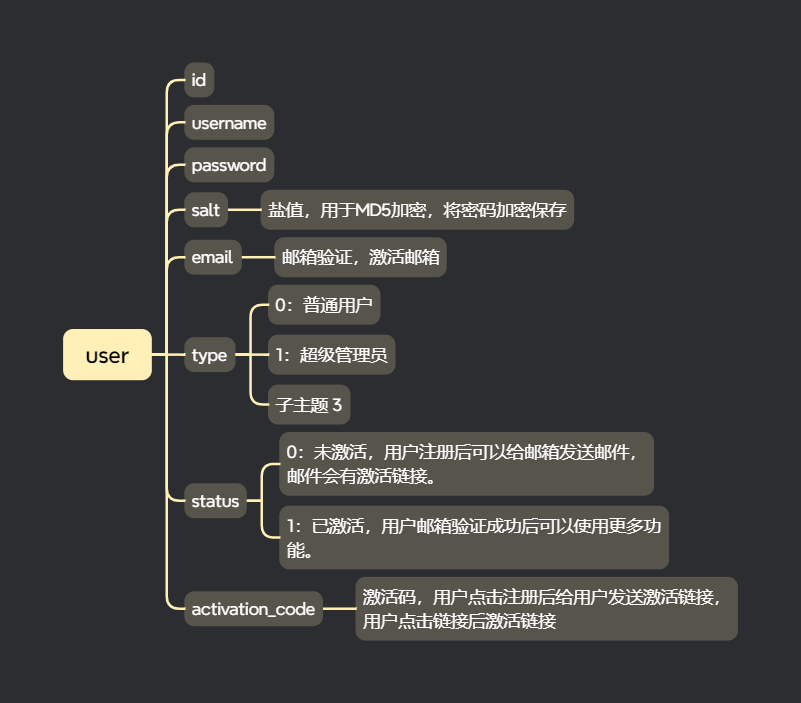 id
username
password
salt
盐值，用于MD5加密，将密码加密保存
email
邮箱验证，激活邮箱
user
type
0：普通用户
1：超级管理员
子主题 3
status
0：未激活，用户注册后可以给邮箱发送邮件，
邮件会有激活链接。
1：已激活，用户邮箱验证成功后可以使用更多功
能。
activation_code
激活码，用户点击注册后给用户发送激活链接，
用户点击链接后激活链接